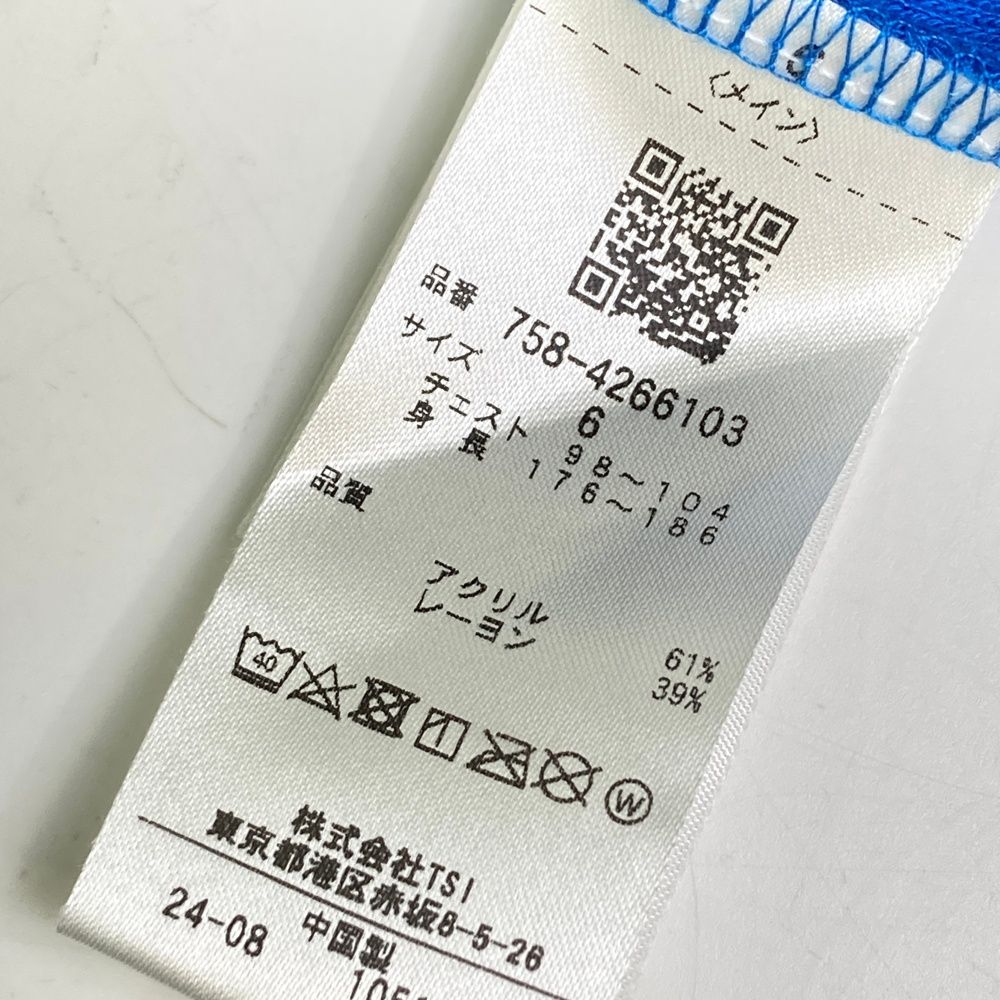 〈メイン〉
品番 758-4266103
サイズ 6
チェスト 98～104
身長 176～186
品質
アクリル 61%
レーヨン 39%
40
W
株式会社TSI
東京都港区赤坂8-5-26
24-08 中国製